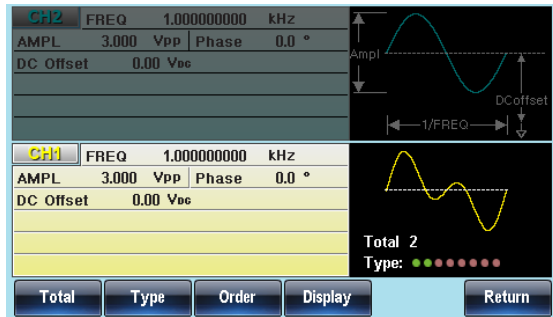 CH2 FREQ 1.000000000 kHz
AMPL 3.000 Vpp Phase 0.0 °
DC Offset 0.00 VDC
Ampl
DCoffset
1/FREQ
CH1 FREQ 1.000000000 kHz
AMPL 3.000 Vpp Phase 0.0 °
DC Offset 0.00 VDC
Total 2
Type:
Total Type Order Display Return